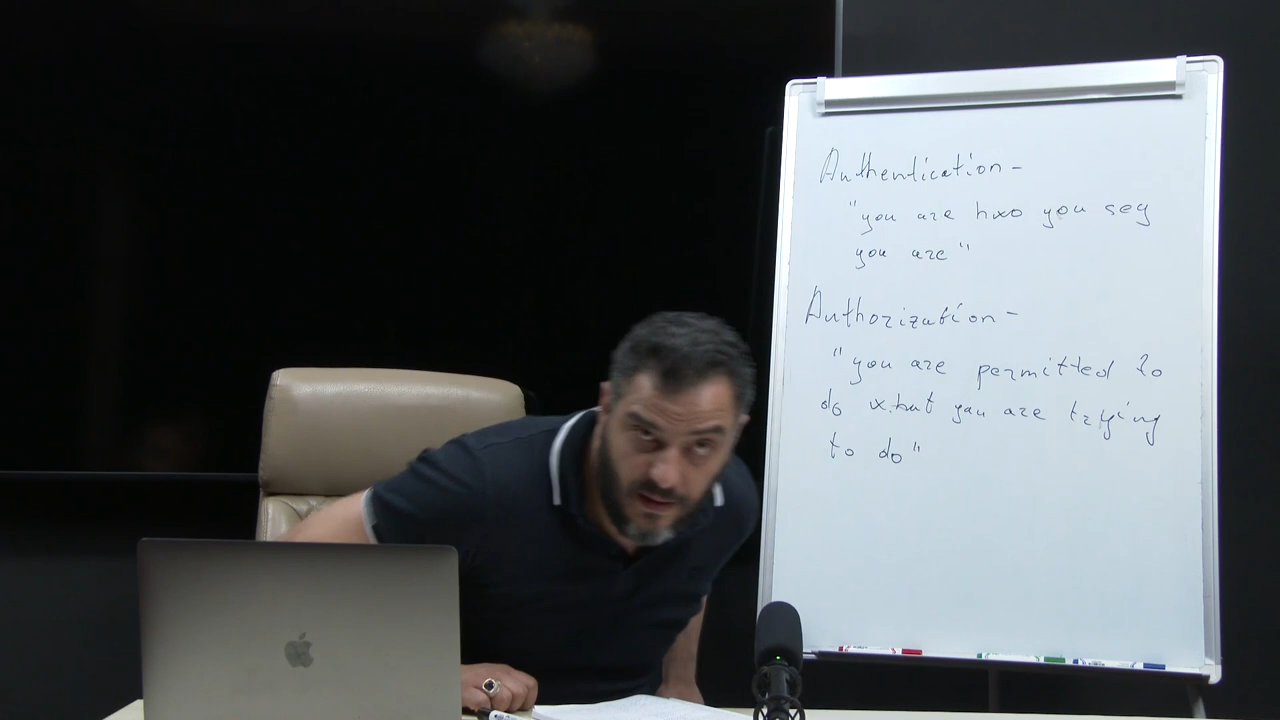 Authentication -
"you are hwo you sey
you are"
Authorization -
"you are permitted to
do what you are trying
to do"